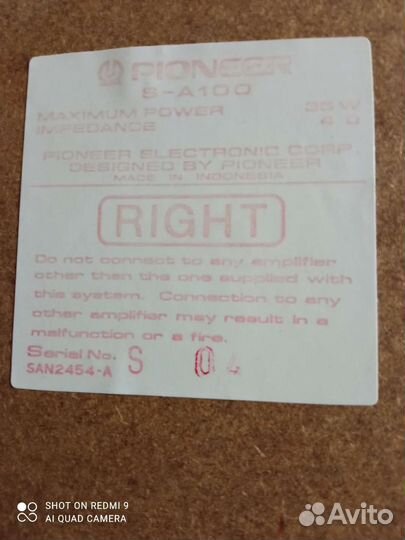 PIONEER
S-A100
MAXIMUM POWER 35 W
IMPEDANCE 4 Ω
PIONEER ELECTRONIC CORP.
DESIGNED BY PIONEER
MADE IN INDONESIA
RIGHT
Do not connect to any amplifier
other than the one supplied with
this system. Connection to any
other amplifier may result in a
malfunction or a fire.
Serial No. S 04
SAN2454-A
SHOT ON REDMI 9
AI QUAD CAMERA
Avito